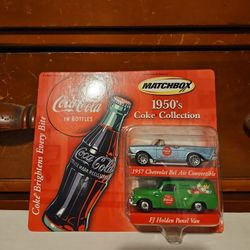 MATCHBOX
Coca-Cola
IN BOTTLES
1950's
Coke Collection
Coke Brightens Every Bite
Coca-Cola
1957 Chevrolet Bel Air Convertible
FJ Holden Panel Van